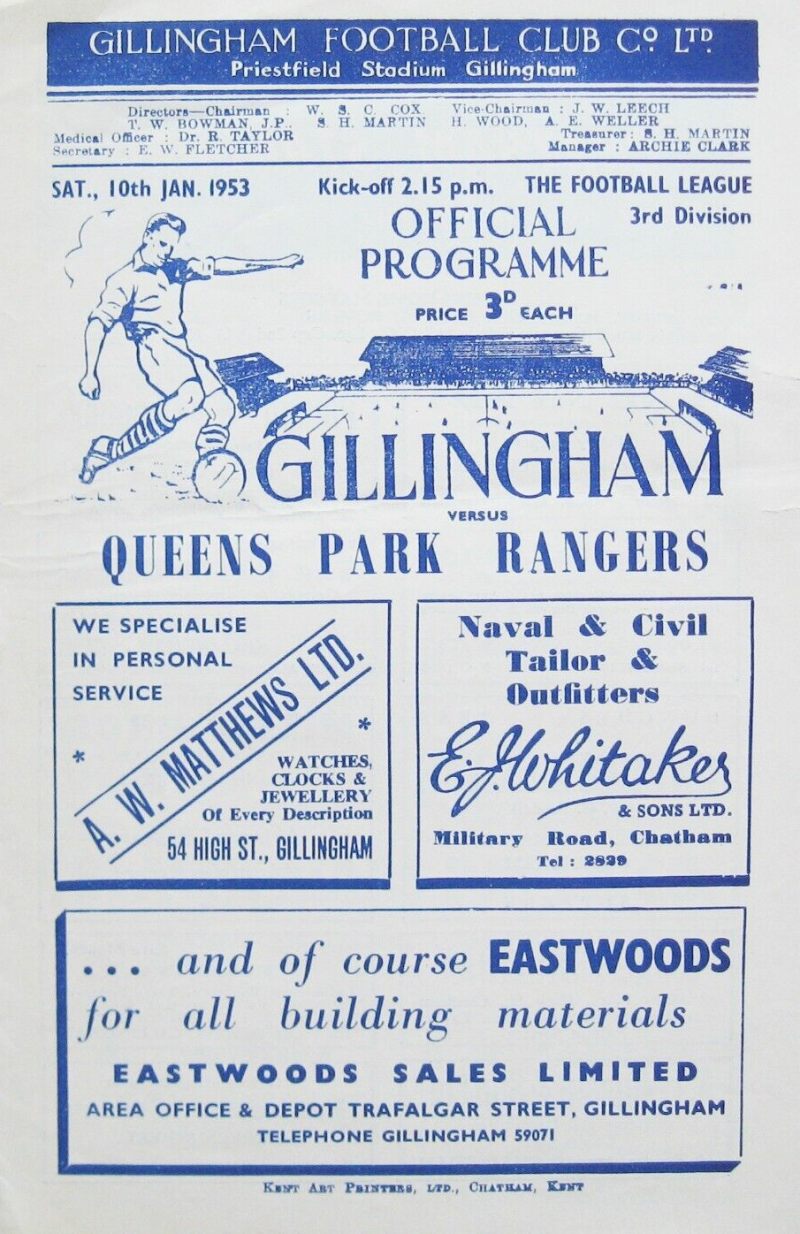 GILLINGHAM FOOTBALL CLUB Cº LTD.
Priestfield Stadium Gillingham
Directors—Chairman : W. S. C. COX Vice-Chairman : J. W. LEECH
T. W. BOWMAN, J.P., S. H. MARTIN H. WOOD, A. E. WELLER
Medical Officer : Dr. R. TAYLOR Treasurer: S. H. MARTIN
Secretary : E. W. FLETCHER Manager : ARCHIE CLARK
SAT., 10th JAN. 1953 Kick-off 2.15 p.m. THE FOOTBALL LEAGUE
3rd Division
OFFICIAL
PROGRAMME
PRICE 3D EACH
GILLINGHAM
VERSUS
QUEENS PARK RANGERS
WE SPECIALISE
IN PERSONAL
SERVICE
* A. W. MATTHEWS LTD. *
WATCHES,
CLOCKS &
JEWELLERY
Of Every Description
54 HIGH ST., GILLINGHAM
Naval & Civil
Tailor &
Outfitters
E. J. Whitaker
& SONS LTD.
Military Road, Chatham
Tel : 2829
... and of course EASTWOODS
for all building materials
EASTWOODS SALES LIMITED
AREA OFFICE & DEPOT TRAFALGAR STREET, GILLINGHAM
TELEPHONE GILLINGHAM 59071
KENT ART PRINTERS, LTD., CHATHAM, KENT